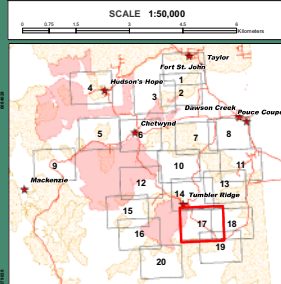 SCALE 1:50,000
0 0.75 1.5 3 4.5 6
Kilometers
Taylor
Fort St. John
1
Hudson's Hope
4
2
3
Dawson Creek
Pouce Coupe
Chetwynd
5
6
7
8
9
10
11
Mackenzie
12
13
14
Tumbler Ridge
15
17
18
16
19
20